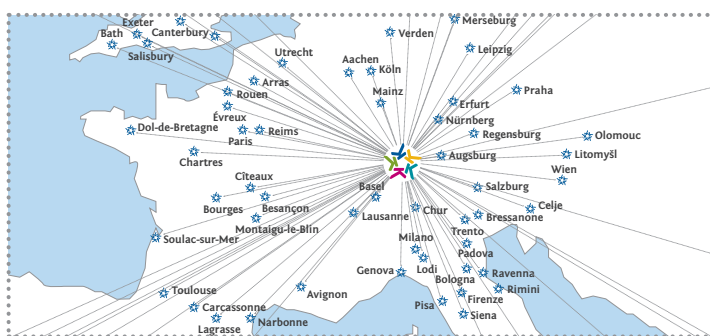 Exeter
Merseburg
Bath
Canterbury
Verden
Salisbury
Utrecht
Leipzig
Aachen
Köln
Arras
Mainz
Praha
Rouen
Erfurt
Évreux
Nürnberg
Dol-de-Bretagne
Paris
Reims
Regensburg
Olomouc
Chartres
Augsburg
Litomyšl
Wien
Cîteaux
Basel
Salzburg
Bourges
Besançon
Lausanne
Chur
Celje
Bressanone
Montaigu-le-Blin
Trento
Soulac-sur-Mer
Milano
Padova
Genova
Lodi
Bologna
Ravenna
Toulouse
Avignon
Rimini
Carcassonne
Pisa
Firenze
Lagrasse
Narbonne
Siena